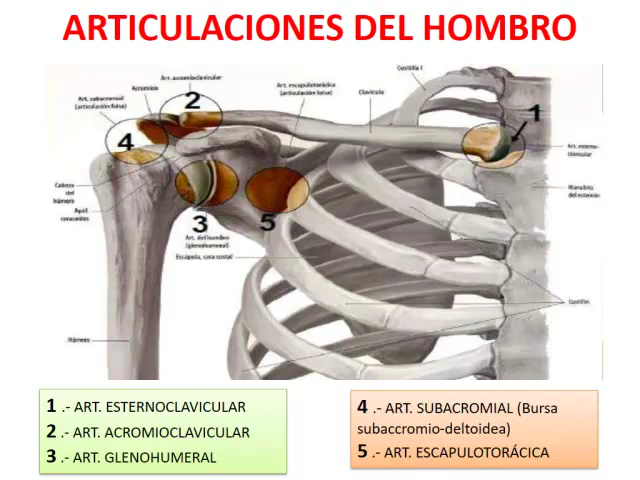 ARTICULACIONES DEL HOMBRO
Costilla I
Art. acromioclavicular
Acromion
Art. escapulotorácica
(articulación falsa)
Clavícula
Art. subacromial
(articulación falsa)
2
1
4
Art. esterno-
clavicular
Cabeza
del
húmero
Manubrio
del esternón
Apóf.
coracoides
3
5
Art. del hombro
(glenohumeral)
Escápula, cara costal
Costillas
Húmero
1 .- ART. ESTERNOCLAVICULAR
2 .- ART. ACROMIOCLAVICULAR
3 .- ART. GLENOHUMERAL
4 .- ART. SUBACROMIAL (Bursa
subaccromio-deltoidea)
5 .- ART. ESCAPULOTORÁCICA